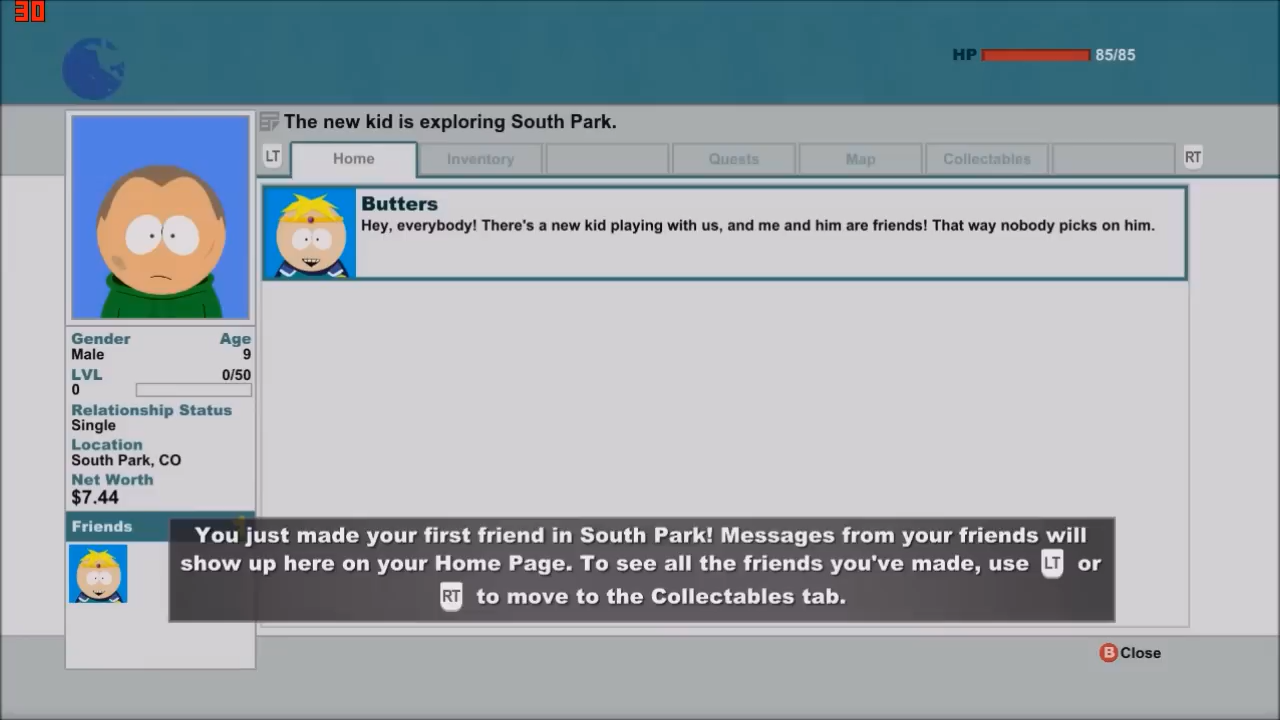 30
HP 85/85
The new kid is exploring South Park.
LT Home Inventory Quests Map Collectables RT
Butters
Hey, everybody! There's a new kid playing with us, and me and him are friends! That way nobody picks on him.
Gender Age
Male 9
LVL 0/50
0
Relationship Status
Single
Location
South Park, CO
Net Worth
$7.44
Friends
You just made your first friend in South Park! Messages from your friends will
show up here on your Home Page. To see all the friends you've made, use LT or
RT to move to the Collectables tab.
B Close